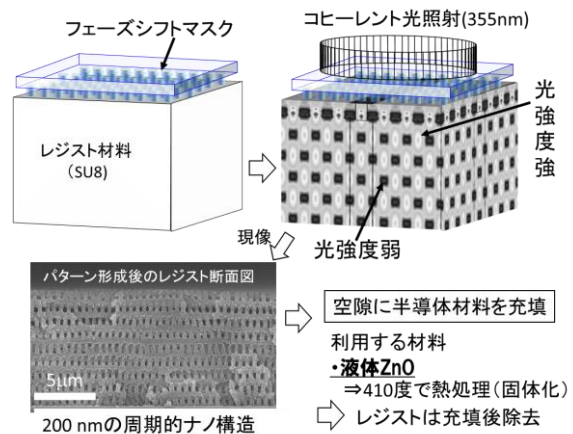 フェーズシフトマスク
コヒーレント光照射(355nm)
レジスト材料
(SU8)
光強度強
光強度弱
現像
パターン形成後のレジスト断面図
5μm
200 nmの周期的ナノ構造
空隙に半導体材料を充填
利用する材料
・液体ZnO
⇒410度で熱処理(固体化)
レジストは充填後除去